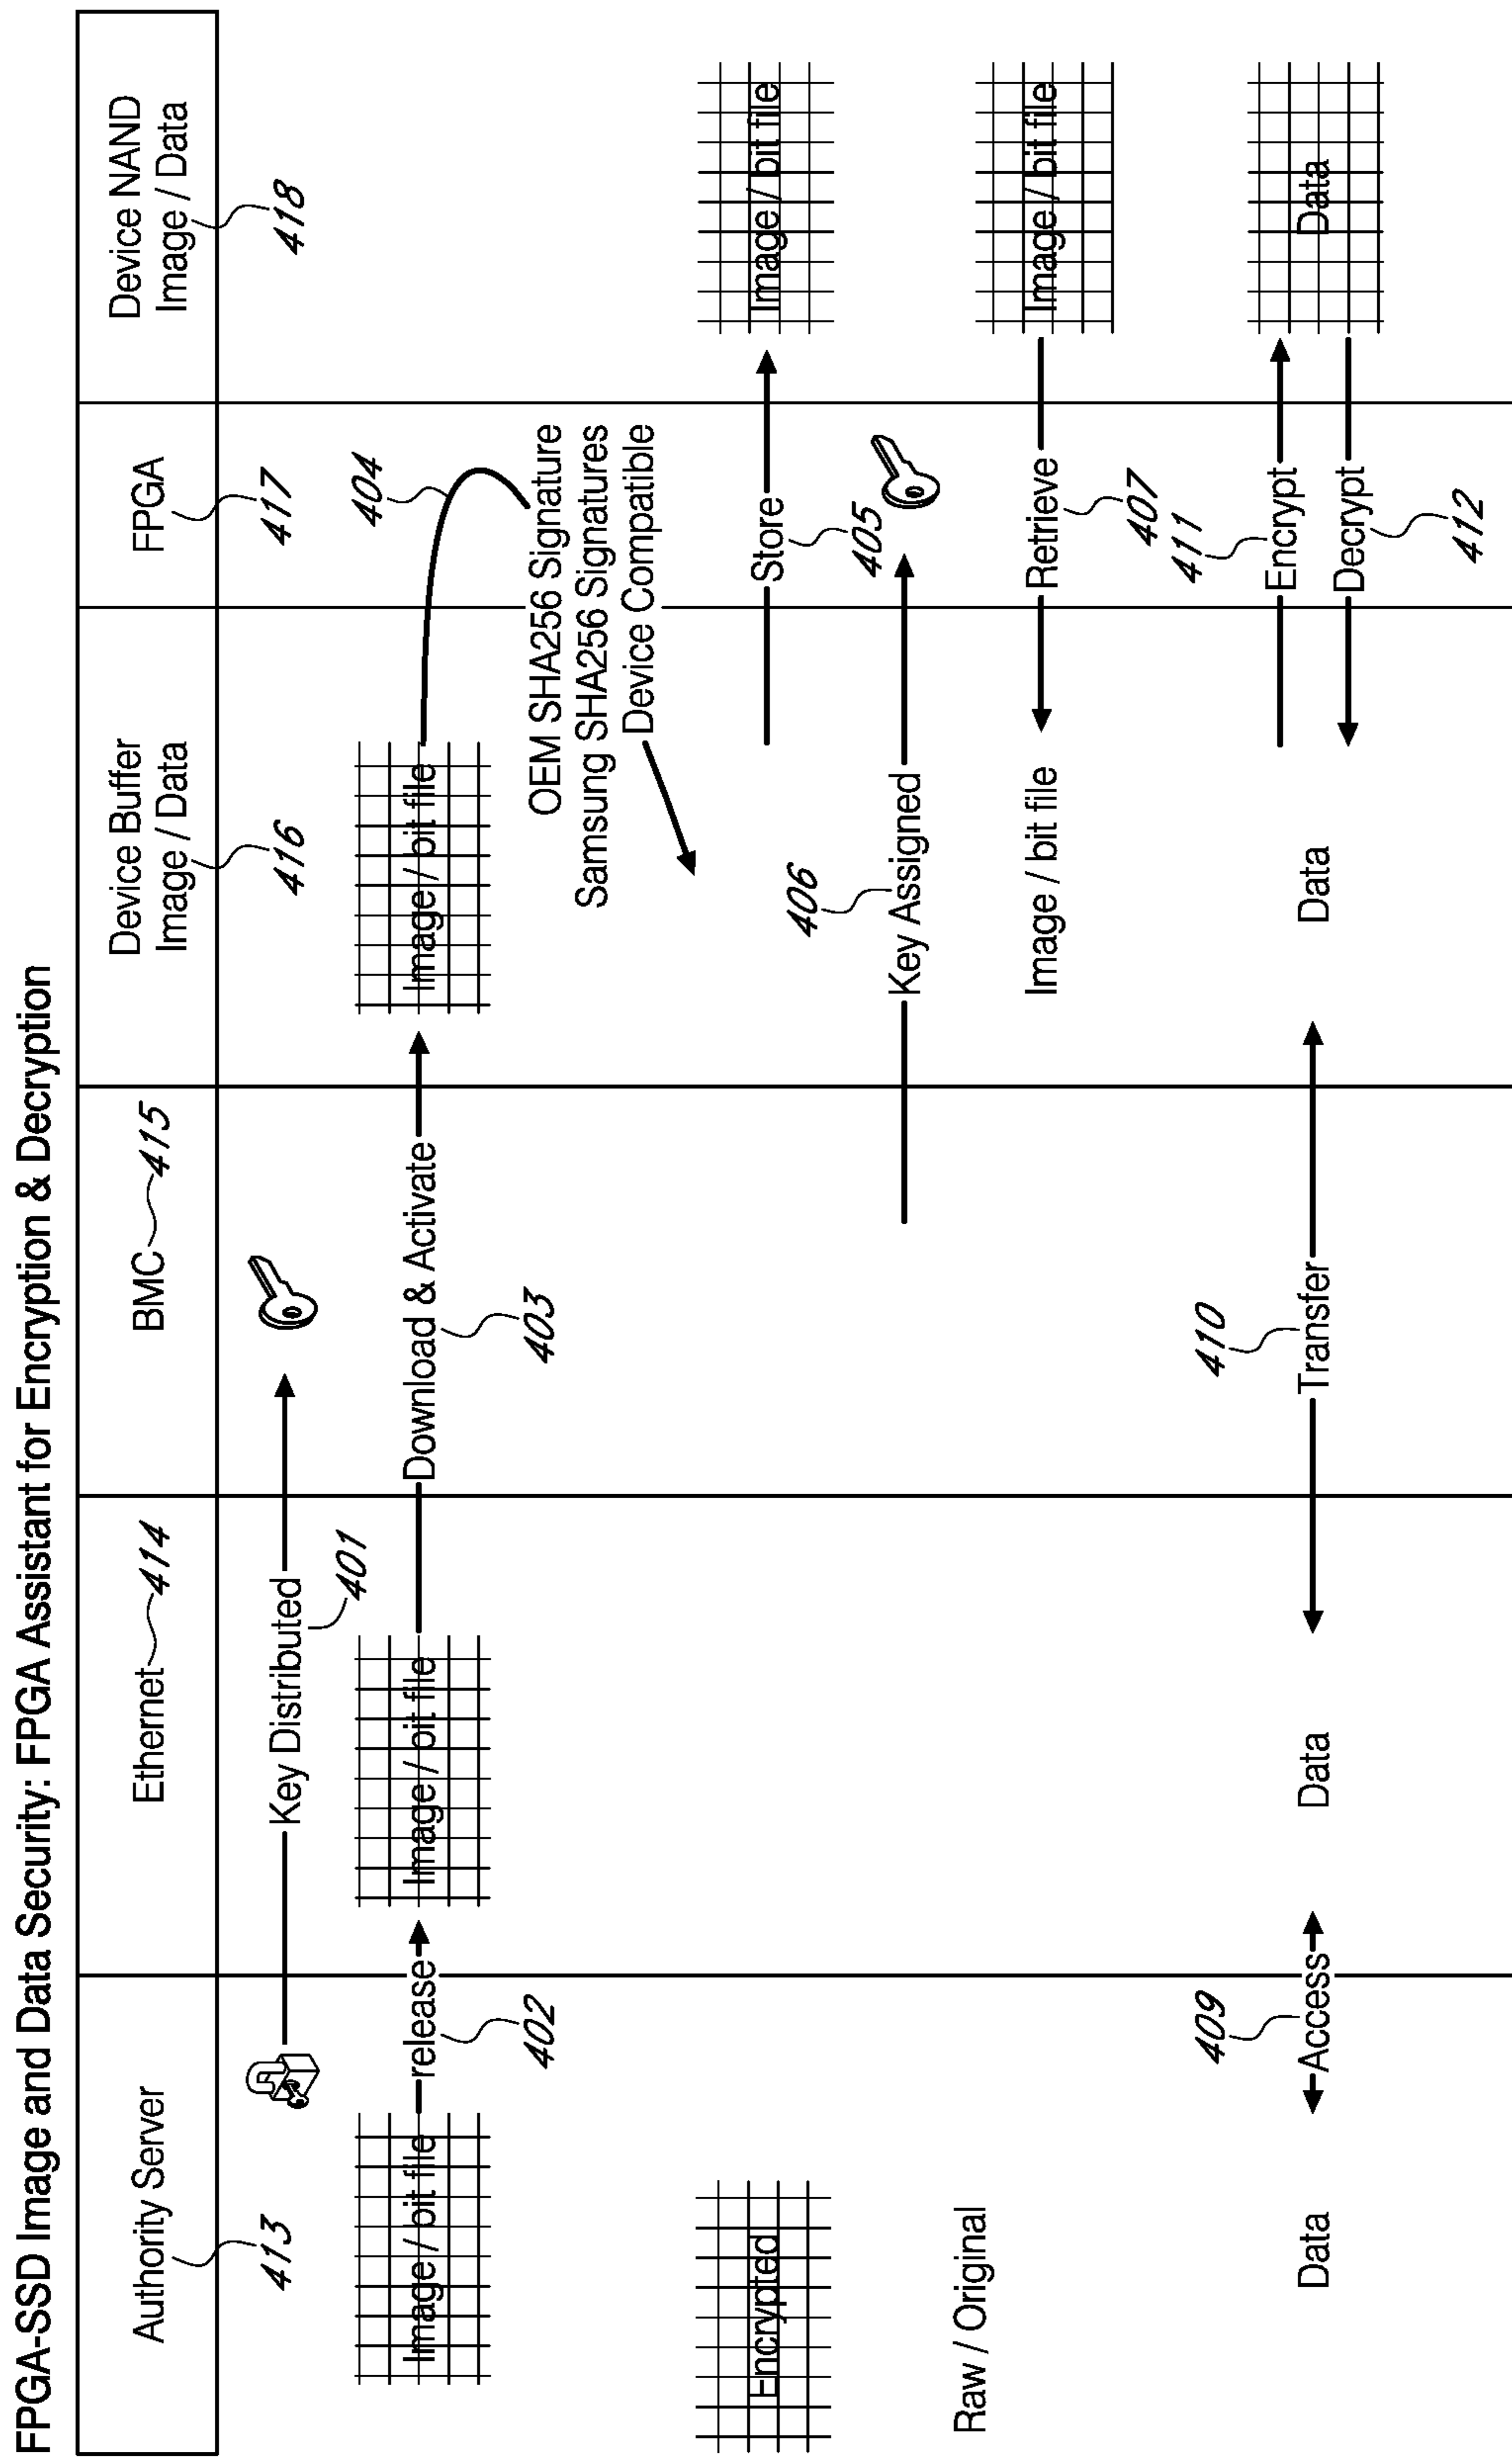 FPGA-SSD Image and Data Security: FPGA Assistant for Encryption & Decryption
Authority Server
413
Ethernet 414
BMC 415
Device Buffer
Image / Data
416
FPGA
417
Device NAND
Image / Data
418
Key Distributed
401
Image / bit file
release
402
Image / bit file
Download & Activate
403
Image / bit file
404
OEM SHA256 Signature
Samsung SHA256 Signatures
Device Compatible
Encrypted
Store
405
Image / bit file
406
Key Assigned
Raw / Original
Image / bit file
Retrieve
407
Image / bit file
Data
409
Access
Data
410
Transfer
Data
411
Encrypt
Decrypt
412
Data